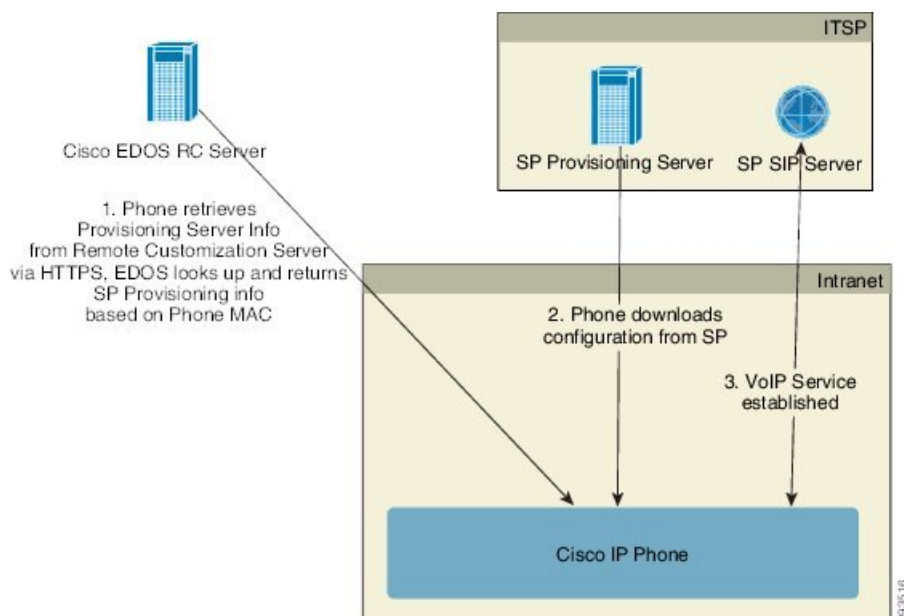 ITSP
Cisco EDOS RC Server
SP Provisioning Server
SP SIP Server
1. Phone retrieves
Provisioning Server Info
from Remote Customization Server
via HTTPS, EDOS looks up and returns
SP Provisioning info
based on Phone MAC
Intranet
2. Phone downloads
configuration from SP
3. VoIP Service
established
Cisco IP Phone